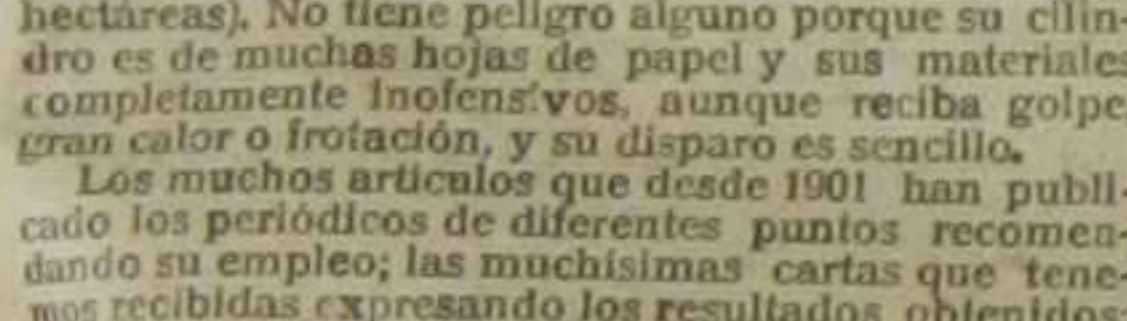 hectáreas). No tiene peligro alguno porque su cilin-
dro es de muchas hojas de papel y sus materiales
completamente inofensivos, aunque reciba golpe
gran calor o frotación, y su disparo es sencillo.
Los muchos artículos que desde 1901 han publi-
cado los periódicos de diferentes puntos recomen-
dando su empleo; las muchísimas cartas que tene-
mos recibidas expresando los resultados obtenidos